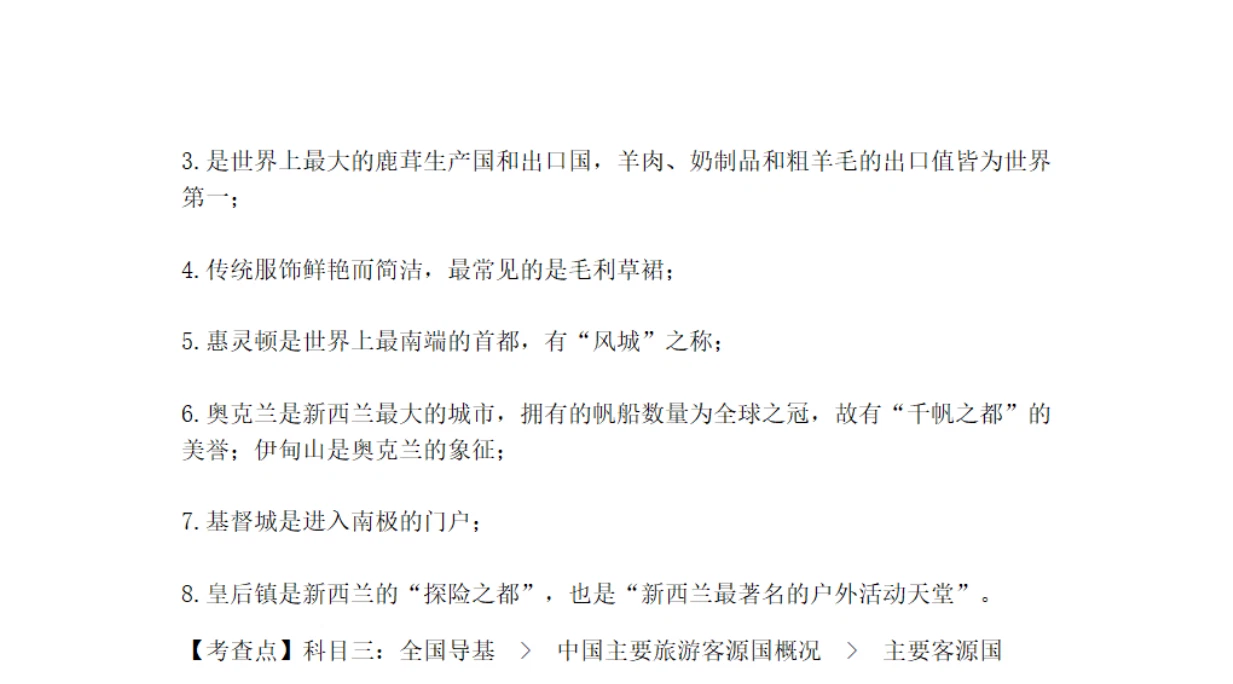 3.是世界上最大的鹿茸生产国和出口国，羊肉、奶制品和粗羊毛的出口值皆为世界
第一；
4.传统服饰鲜艳而简洁，最常见的是毛利草裙；
5.惠灵顿是世界上最南端的首都，有“风城”之称；
6.奥克兰是新西兰最大的城市，拥有的帆船数量为全球之冠，故有“千帆之都”的
美誉；伊甸山是奥克兰的象征；
7.基督城是进入南极的门户；
8.皇后镇是新西兰的“探险之都”，也是“新西兰最著名的户外活动天堂”。
【考查点】科目三：全国导基 > 中国主要旅游客源国概况 > 主要客源国